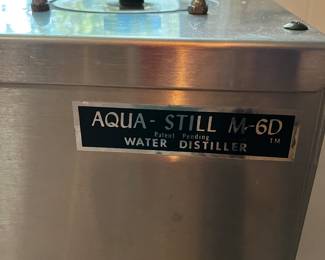 AQUA-STILL M-6D
Patent Pending TM
WATER DISTILLER